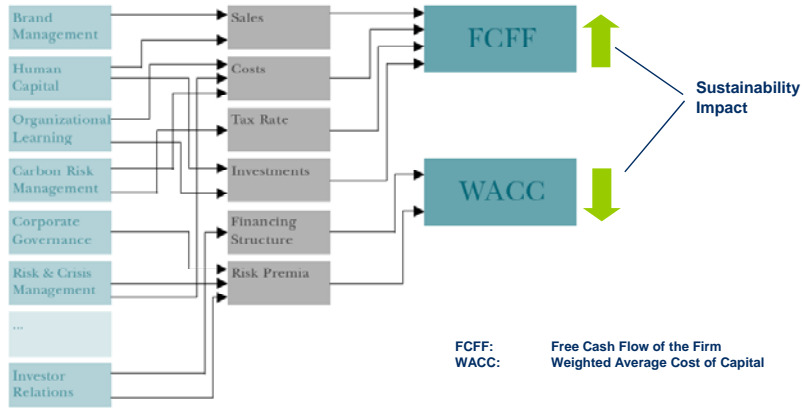 Brand
Management
Human
Capital
Organizational
Learning
Carbon Risk
Management
Corporate
Governance
Risk & Crisis
Management
...
Investor
Relations
Sales
Costs
Tax Rate
Investments
Financing
Structure
Risk Premia
FCFF
WACC
Sustainability
Impact
FCFF: Free Cash Flow of the Firm
WACC: Weighted Average Cost of Capital